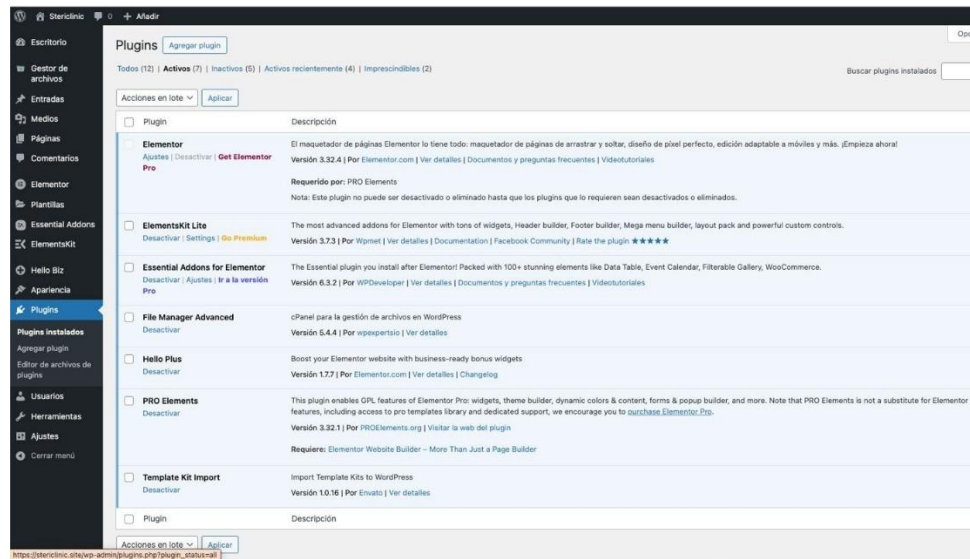 Stericlinic 0 + Añadir
Escritorio
Gestor de
archivos
Entradas
Medios
Páginas
Comentarios
Elementor
Plantillas
Essential Addons
ElementsKit
Hello Biz
Apariencia
Plugins
Plugins instalados
Agregar plugin
Editor de archivos de
plugins
Usuarios
Herramientas
Ajustes
Cerrar menú
Plugins Agregar plugin
Todos (12) | Activos (7) | Inactivos (5) | Activos recientemente (4) | Imprescindibles (2)
Buscar plugins instalados
Acciones en lote Aplicar
Plugin Descripción
Elementor
Ajustes | Desactivar | Get Elementor
Pro
El maquetador de páginas Elementor lo tiene todo: maquetador de páginas de arrastrar y soltar, diseño de píxel perfecto, edición adaptable a móviles y más. ¡Empieza ahora!
Versión 3.32.4 | Por Elementor.com | Ver detalles | Documentos y preguntas frecuentes | Videotutoriales
Requerido por: PRO Elements
Nota: Este plugin no puede ser desactivado o eliminado hasta que los plugins que lo requieren sean desactivados o eliminados.
ElementsKit Lite
Desactivar | Settings | Go Premium
The most advanced addons for Elementor with tons of widgets, Header builder, Footer builder, Mega menu builder, layout pack and powerful custom controls.
Versión 3.7.3 | Por Wpmet | Ver detalles | Documentation | Facebook Community | Rate the plugin ★★★★★
Essential Addons for Elementor
Desactivar | Ajustes | Ir a la versión
Pro
The Essential plugin you install after Elementor! Packed with 100+ stunning elements like Data Table, Event Calendar, Filterable Gallery, WooCommerce.
Versión 6.3.2 | Por WPDeveloper | Ver detalles | Documentos y preguntas frecuentes | Videotutoriales
File Manager Advanced
Desactivar
cPanel para la gestión de archivos en WordPress
Versión 5.4.4 | Por wpexpertsio | Ver detalles
Hello Plus
Desactivar
Boost your Elementor website with business-ready bonus widgets
Versión 1.7.7 | Por Elementor.com | Ver detalles | Changelog
PRO Elements
Desactivar
This plugin enables GPL features of Elementor Pro: widgets, theme builder, dynamic colors & content, forms & popup builder, and more. Note that PRO Elements is not a substitute for Elementor
features, including access to pro templates library and dedicated support, we encourage you to purchase Elementor Pro.
Versión 3.32.1 | Por PROElements.org | Visitar la web del plugin
Requiere: Elementor Website Builder – More Than Just a Page Builder
Template Kit Import
Desactivar
Import Template Kits to WordPress
Versión 1.0.16 | Por Envato | Ver detalles
Plugin Descripción
Acciones en lote Aplicar
https://stericlinic.site/wp-admin/plugins.php?plugin_status=all